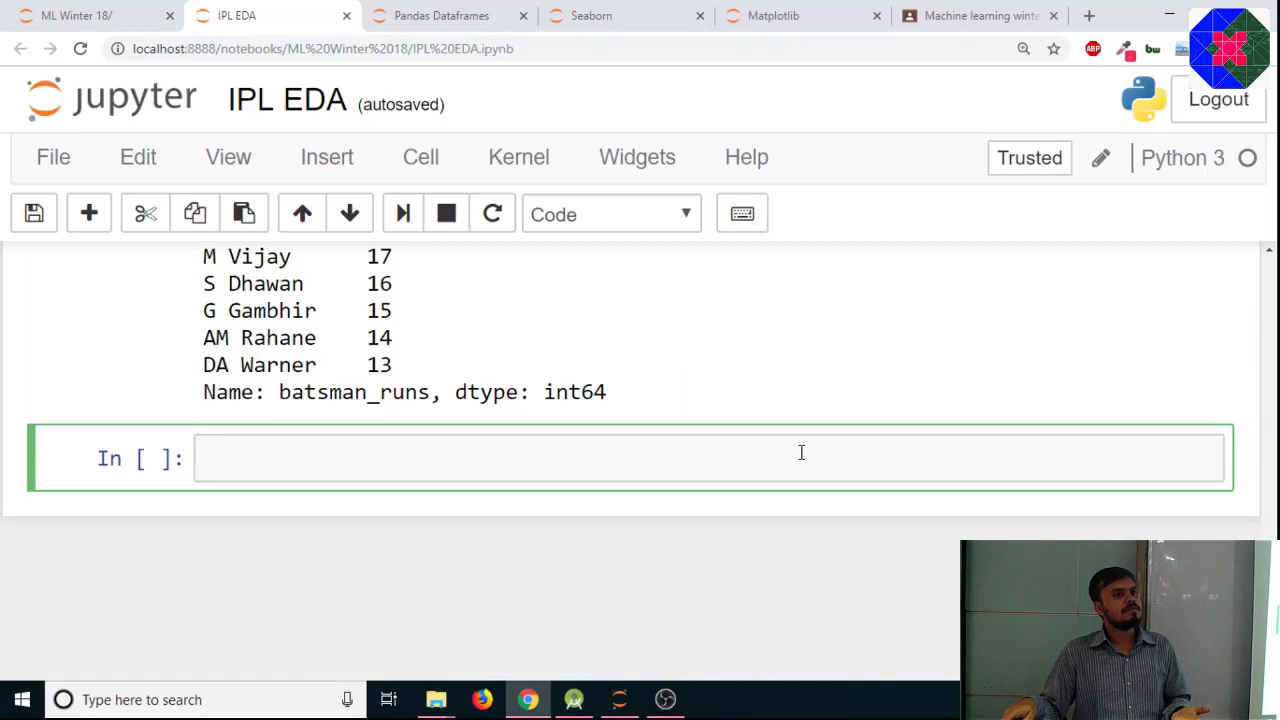 ML Winter 18/
IPL EDA
Pandas Dataframes
Seaborn
Matplotlib
Machine learning winte
localhost:8888/notebooks/ML%20Winter%2018/IPL%20EDA.ipynb
ABP
bw
jupyter IPL EDA (autosaved)
Logout
File Edit View Insert Cell Kernel Widgets Help
Trusted
Python 3
Code
M Vijay 17
S Dhawan 16
G Gambhir 15
AM Rahane 14
DA Warner 13
Name: batsman_runs, dtype: int64
In [ ]:
Type here to search